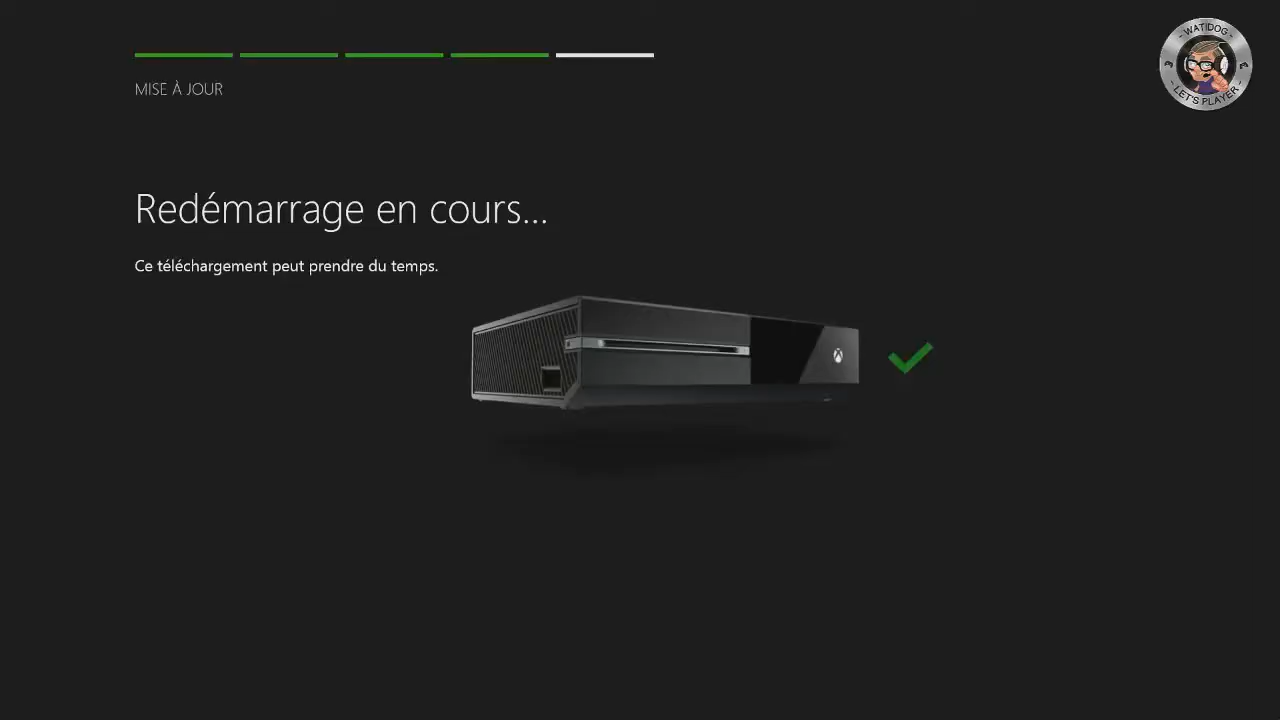 - WATIDOG -
- LET'S PLAYER -
MISE À JOUR
Redémarrage en cours...
Ce téléchargement peut prendre du temps.